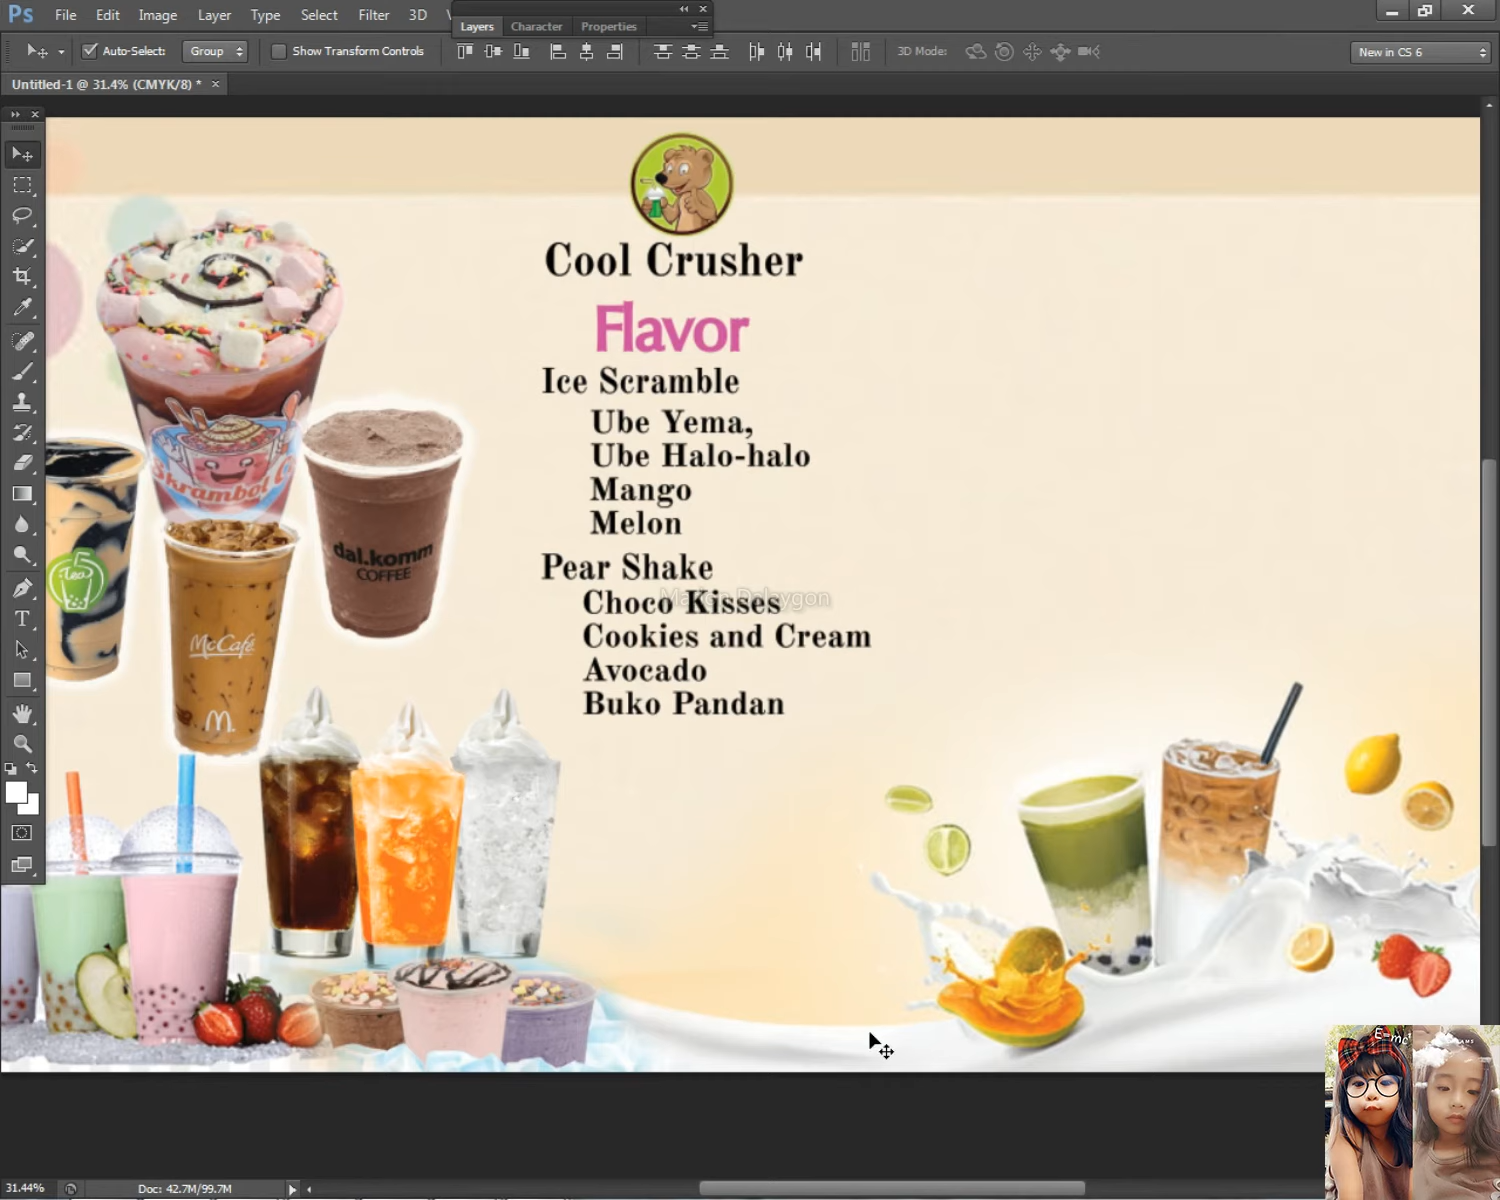 Ps File Edit Image Layer Type Select Filter 3D
Layers Character Properties
Auto-Select: Group Show Transform Controls 3D Mode: New in CS 6
Untitled-1 @ 31.4% (CMYK/8) * ×
Cool Crusher
Flavor
Ice Scramble
Ube Yema,
Ube Halo-halo
Mango
Melon
Pear Shake
Choco Kisses
Cookies and Cream
Avocado
Buko Pandan
Skrambol
dal.komm
COFFEE
Tea
McCafé
E=mc²
31.44% Doc: 42.7M/99.7M